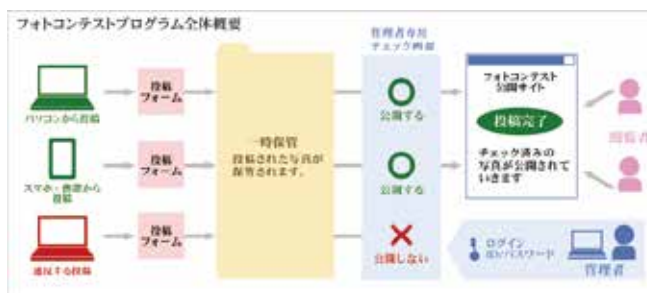 フォトコンテストプログラム全体概要
パソコンから投稿
スマホ・携帯から
投稿
違反する投稿
投稿
フォーム
投稿
フォーム
投稿
フォーム
一時保管
投稿された写真が
保管されます。
管理者専用
チェック画面
公開する
公開する
公開しない
フォトコンテスト
公開サイト
投稿完了
チェック済みの
写真が公開されて
いきます
閲覧者
ログイン
ID/パスワード
管理者